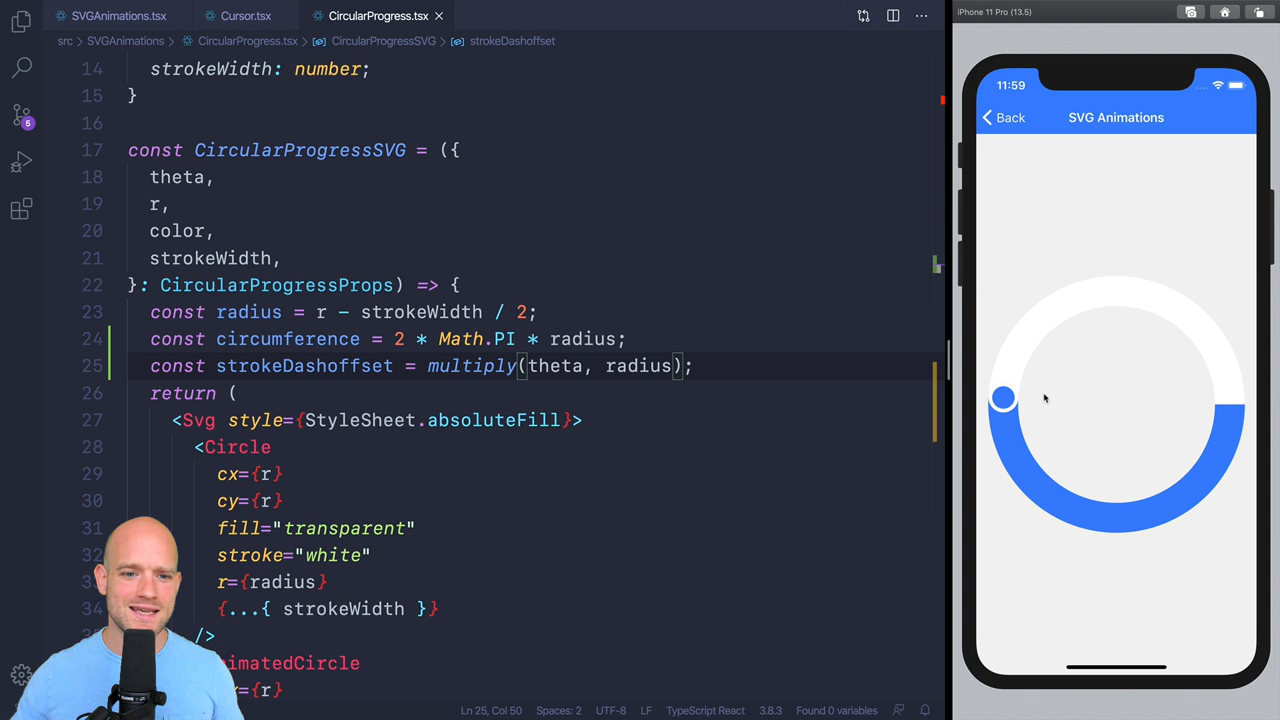 SVGAnimations.tsx
Cursor.tsx
CircularProgress.tsx
src > SVGAnimations > CircularProgress.tsx > CircularProgressSVG > strokeDashoffset
14 strokeWidth: number;
15 }
16
17 const CircularProgressSVG = ({
18 theta,
19 r,
20 color,
21 strokeWidth,
22 }: CircularProgressProps) => {
23 const radius = r - strokeWidth / 2;
24 const circumference = 2 * Math.PI * radius;
25 const strokeDashoffset = multiply(theta, radius);
26 return (
27 <Svg style={StyleSheet.absoluteFill}>
28 <Circle
29 cx={r}
30 cy={r}
31 fill="transparent"
32 stroke="white"
r={radius}
34 {...{ strokeWidth }}
/>
nimatedCircle
={r}
5
Ln 25, Col 50 Spaces: 2 UTF-8 LF TypeScript React 3.8.3 Found 0 variables
iPhone 11 Pro (13.5)
11:59
Back SVG Animations